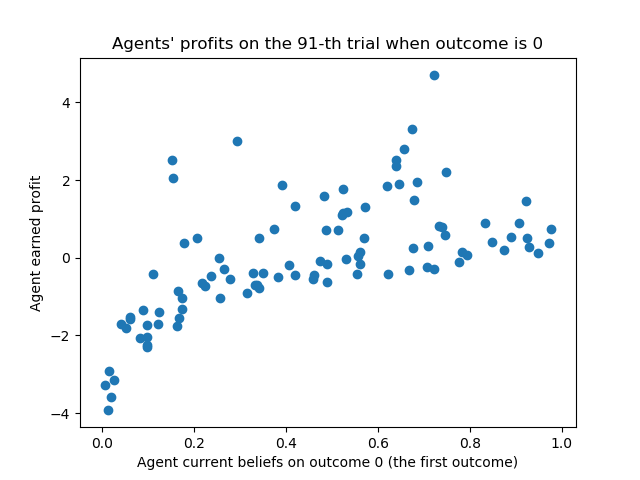 Agents' profits on the 91-th trial when outcome is 0
Agent earned profit
4
2
0
−2
−4
0.0 0.2 0.4 0.6 0.8 1.0
Agent current beliefs on outcome 0 (the first outcome)